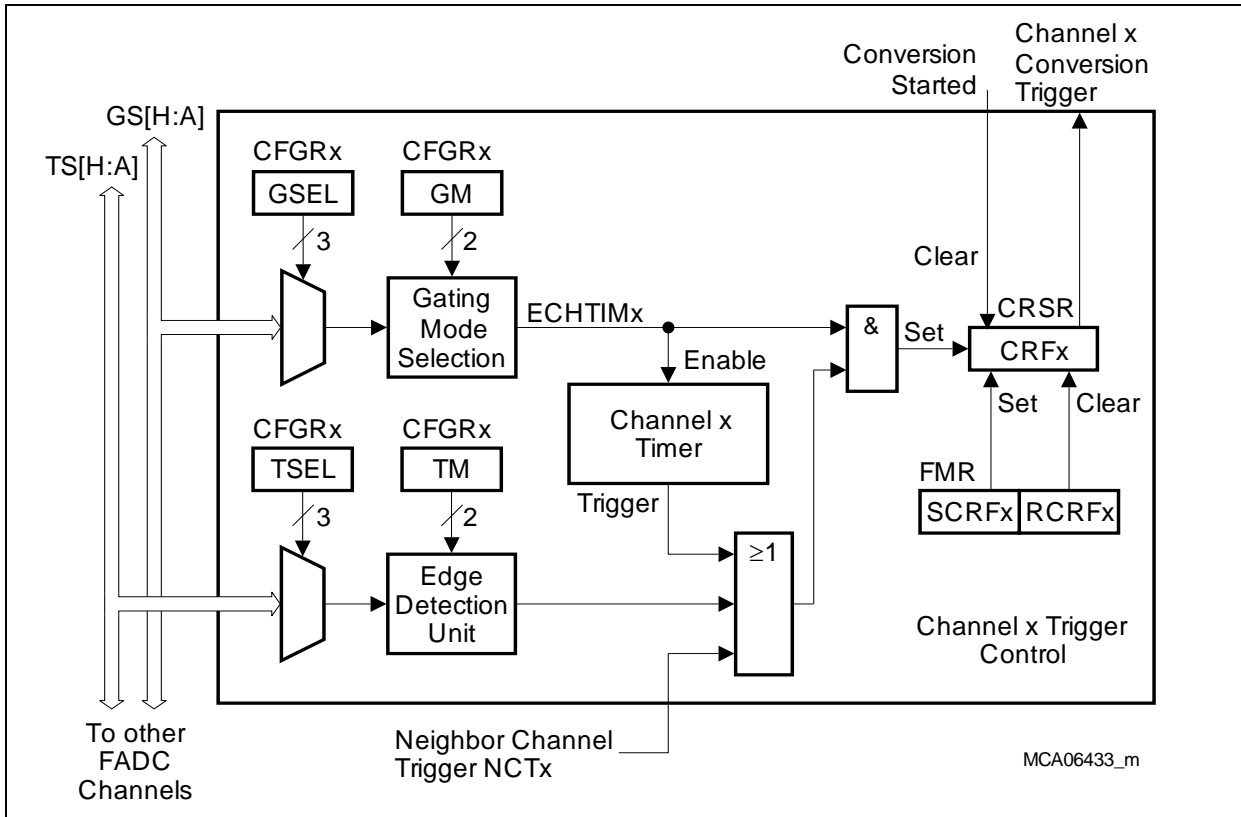 Conversion
Started
Channel x
Conversion
Trigger
GS[H:A]
TS[H:A]
CFGRx
GSEL
3
CFGRx
GM
2
Gating
Mode
Selection
ECHTIMx
Enable
Channel x
Timer
Trigger
&
Set
Clear
CRSR
CRFx
Set
Clear
FMR
SCRFx
RCRFx
CFGRx
TSEL
3
CFGRx
TM
2
Edge
Detection
Unit
≥1
Channel x Trigger
Control
To other
FADC
Channels
Neighbor Channel
Trigger NCTx
MCA06433_m